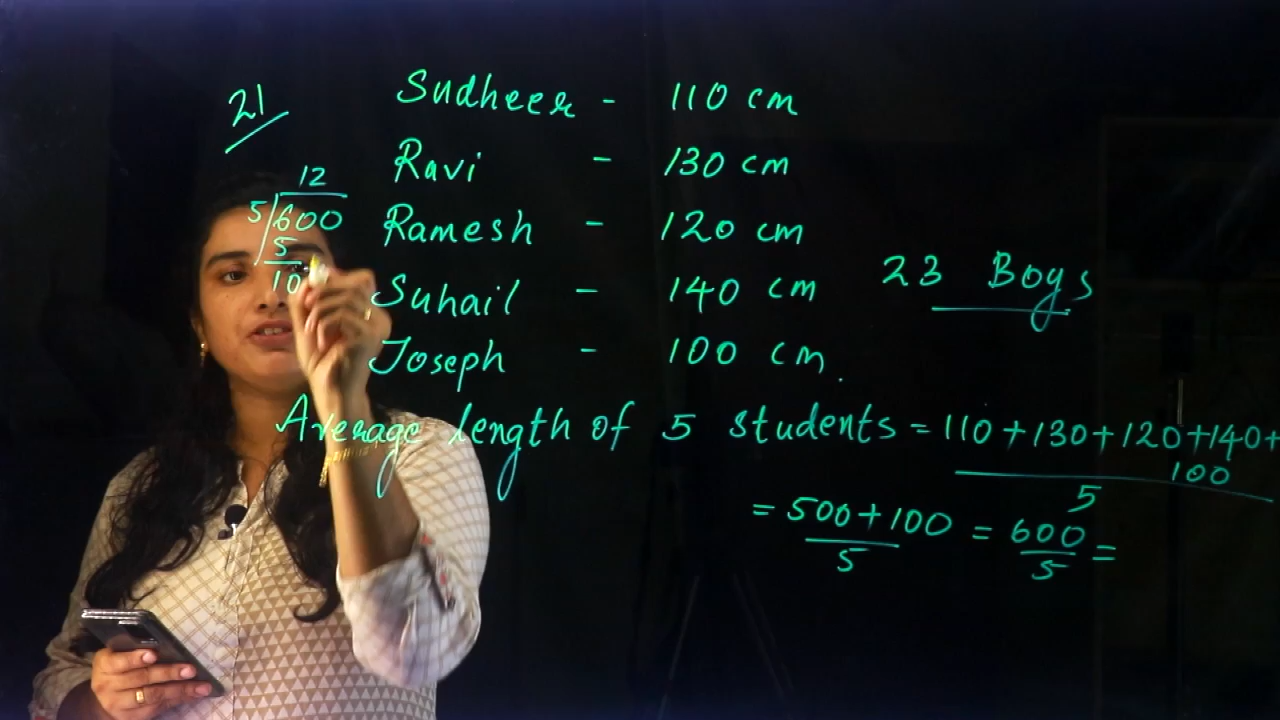 21
Sudheer - 110 cm
Ravi - 130 cm
Ramesh - 120 cm
Suhail - 140 cm
Joseph - 100 cm.
23 Boys
12
5 600
5
10
Average length of 5 students = 110+130+120+140+
100
5
= 500+100 = 600 =
5 5